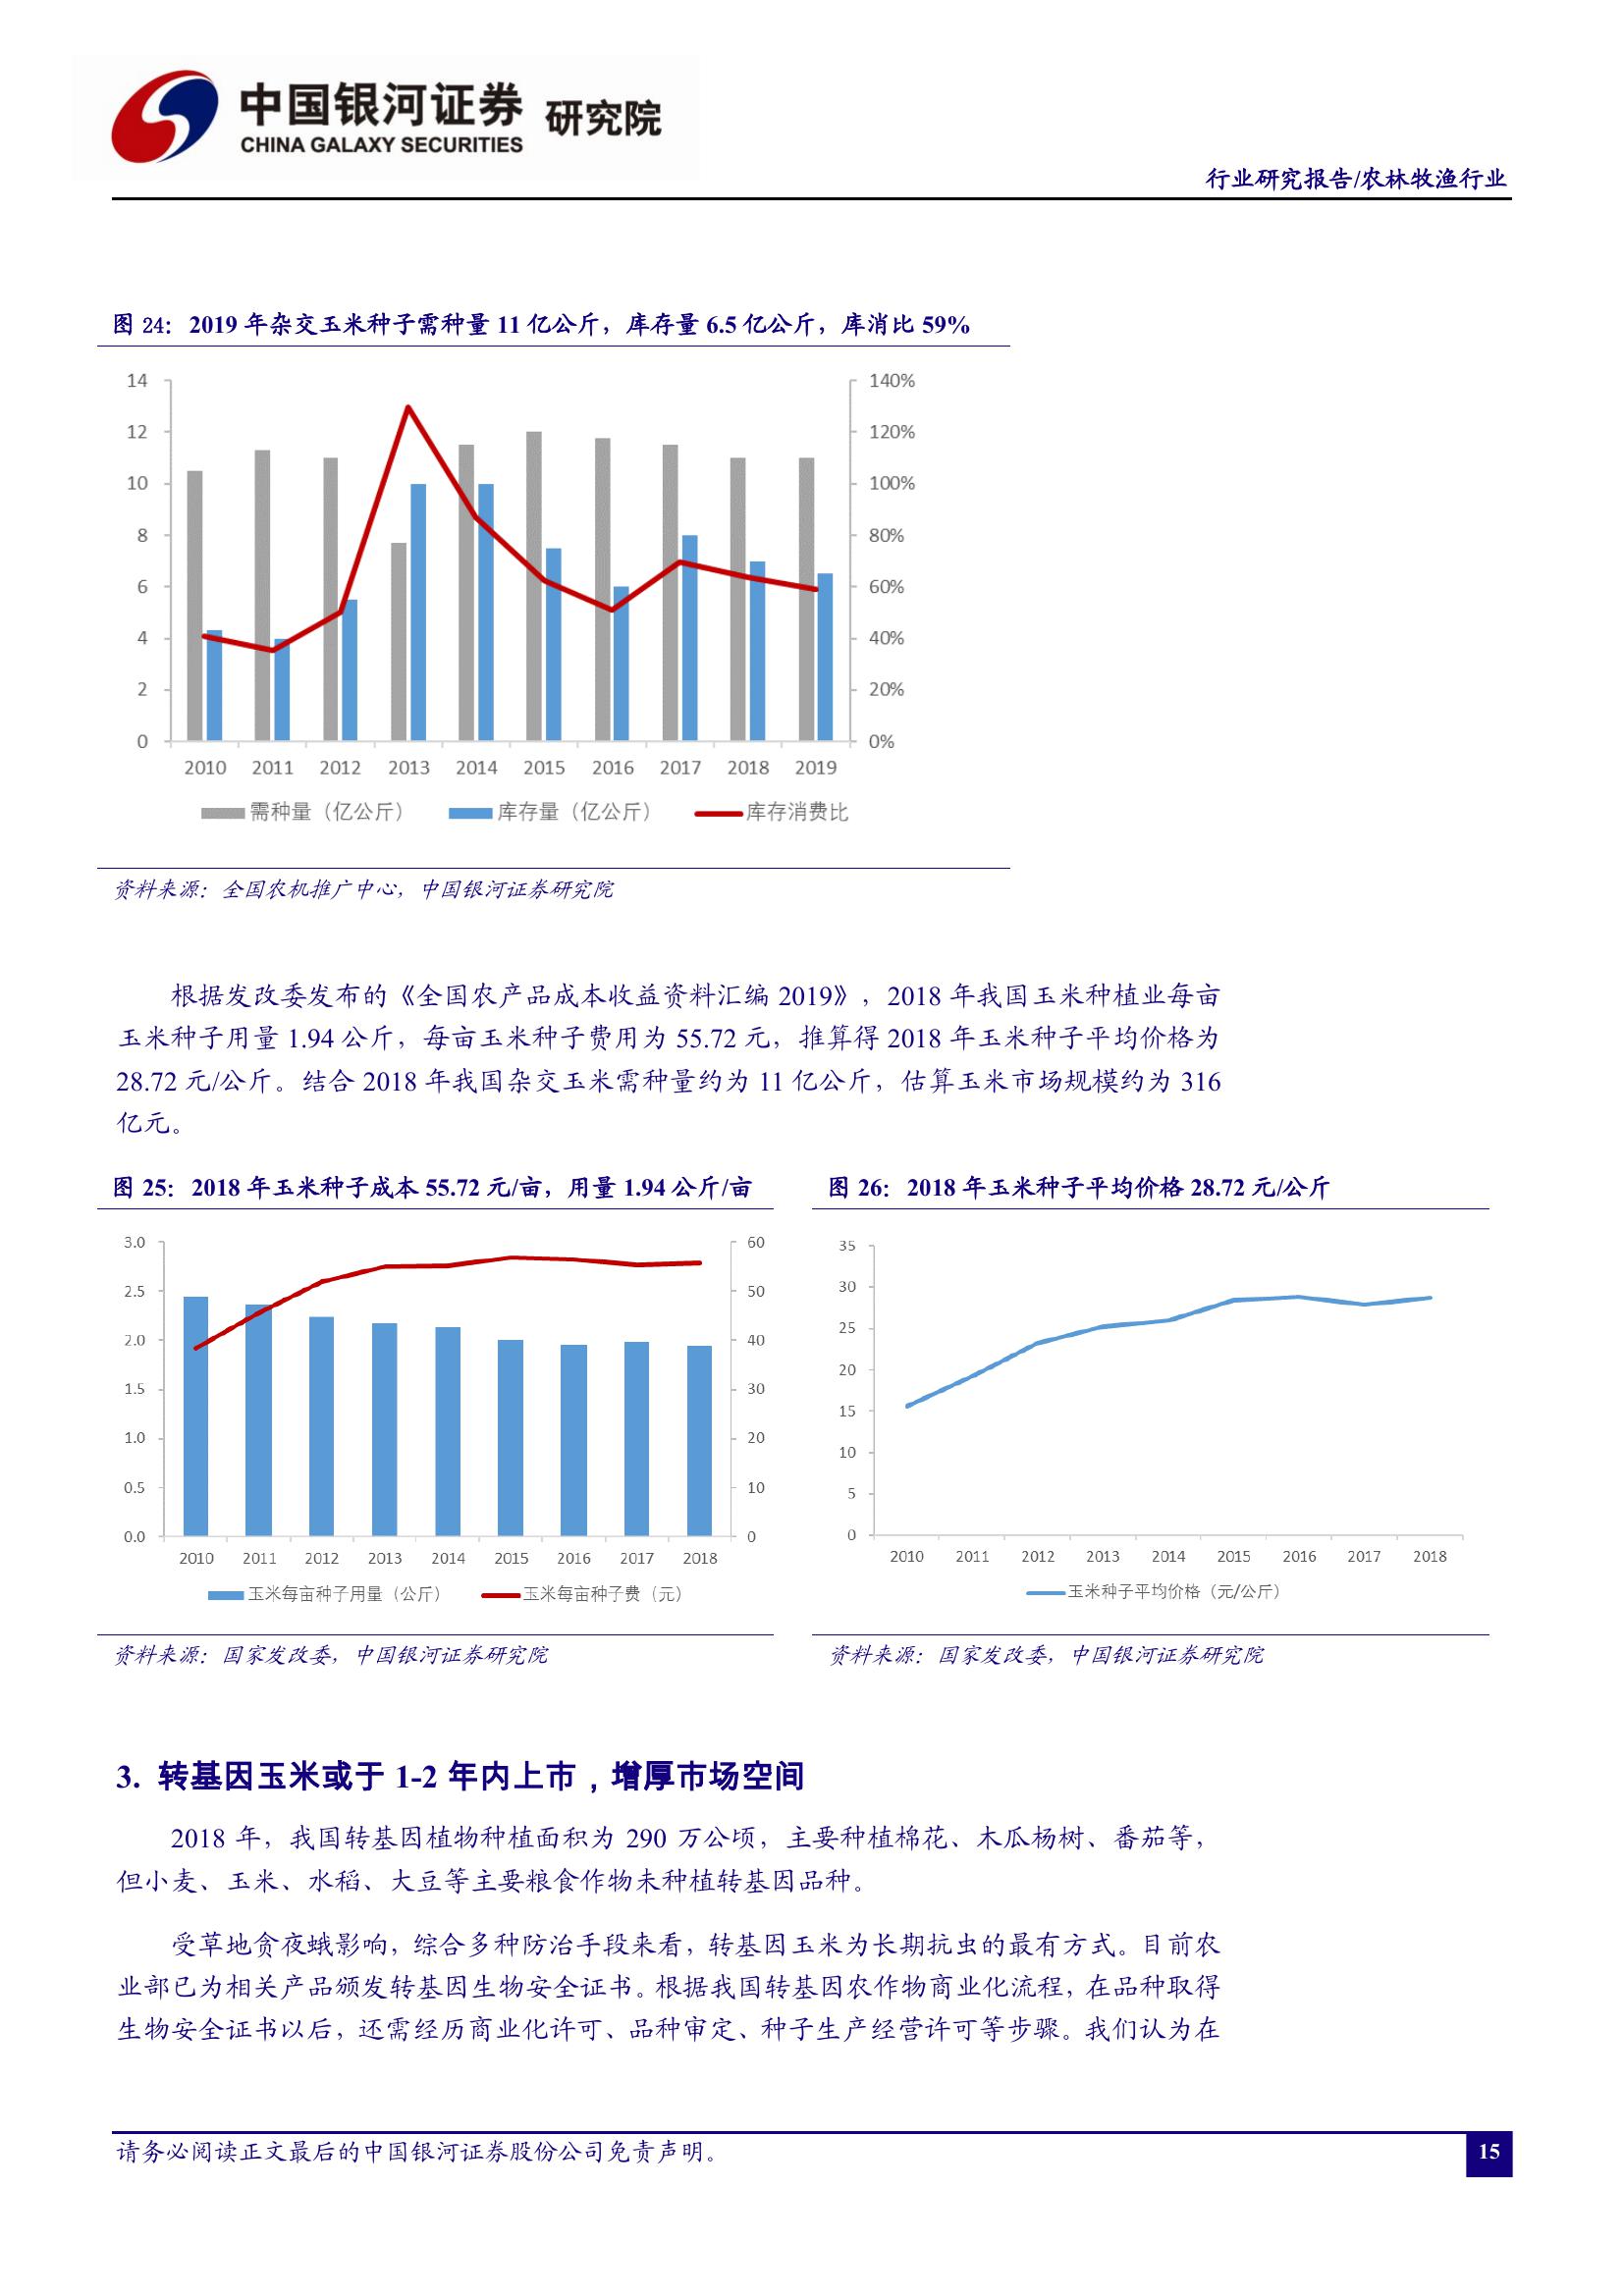 中国银河证券 研究院
CHINA GALAXY SECURITIES
行业研究报告/农林牧渔行业
图 24：2019 年杂交玉米种子需种量 11 亿公斤，库存量 6.5 亿公斤，库消比 59%
14 140%
12 120%
10 100%
8 80%
6 60%
4 40%
2 20%
0 0%
2010 2011 2012 2013 2014 2015 2016 2017 2018 2019
需种量（亿公斤） 库存量（亿公斤） 库存消费比
资料来源：全国农机推广中心，中国银河证券研究院
根据发改委发布的《全国农产品成本收益资料汇编 2019》，2018 年我国玉米种植业每亩
玉米种子用量 1.94 公斤，每亩玉米种子费用为 55.72 元，推算得 2018 年玉米种子平均价格为
28.72 元/公斤。结合 2018 年我国杂交玉米需种量约为 11 亿公斤，估算玉米市场规模约为 316
亿元。
图 25：2018 年玉米种子成本 55.72 元/亩，用量 1.94 公斤/亩
3.0 60
2.5 50
2.0 40
1.5 30
1.0 20
0.5 10
0.0 0
2010 2011 2012 2013 2014 2015 2016 2017 2018
玉米每亩种子用量（公斤） 玉米每亩种子费（元）
资料来源：国家发改委，中国银河证券研究院
图 26：2018 年玉米种子平均价格 28.72 元/公斤
35
30
25
20
15
10
5
0
2010 2011 2012 2013 2014 2015 2016 2017 2018
玉米种子平均价格（元/公斤）
资料来源：国家发改委，中国银河证券研究院
3. 转基因玉米或于 1-2 年内上市，增厚市场空间
2018 年，我国转基因植物种植面积为 290 万公顷，主要种植棉花、木瓜杨树、番茄等，
但小麦、玉米、水稻、大豆等主要粮食作物未种植转基因品种。
受草地贪夜蛾影响，综合多种防治手段来看，转基因玉米为长期抗虫的最有方式。目前农
业部已为相关产品颁发转基因生物安全证书。根据我国转基因农作物商业化流程，在品种取得
生物安全证书以后，还需经历商业化许可、品种审定、种子生产经营许可等步骤。我们认为在
请务必阅读正文最后的中国银河证券股份公司免责声明。
15